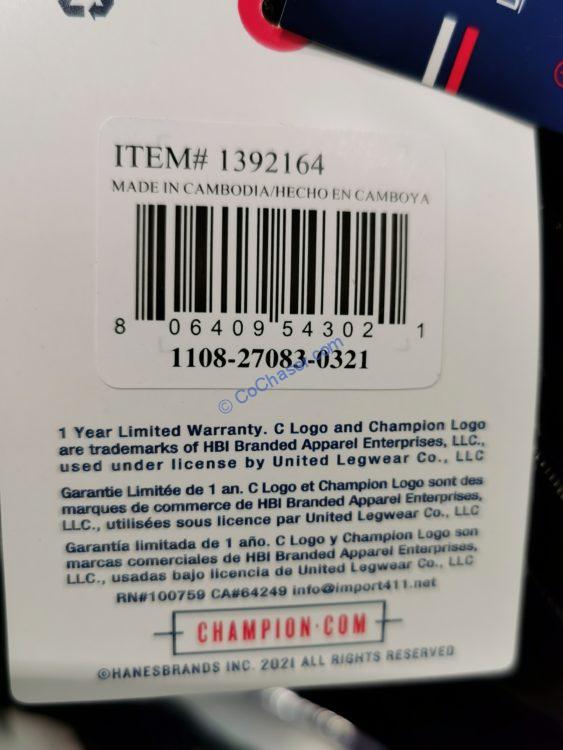 ITEM# 1392164
MADE IN CAMBODIA/HECHO EN CAMBOYA
8 06409 54302 1
1108-27083-0321
© CoChaser.com
1 Year Limited Warranty. C Logo and Champion Logo
are trademarks of HBI Branded Apparel Enterprises, LLC.,
used under license by United Legwear Co., LLC
Garantie Limitée de 1 an. C Logo et Champion Logo sont des
marques de commerce de HBI Branded Apparel Enterprises,
LLC., utilisées sous licence par United Legwear Co., LLC
Garantía limitada de 1 año. C Logo y Champion Logo son
marcas comerciales de HBI Branded Apparel Enterprises,
LLC., usadas bajo licencia de United Legwear Co., LLC
RN#100759 CA#64249 info@import411.net
CHAMPION·COM
©HANESBRANDS INC. 2021 ALL RIGHTS RESERVED